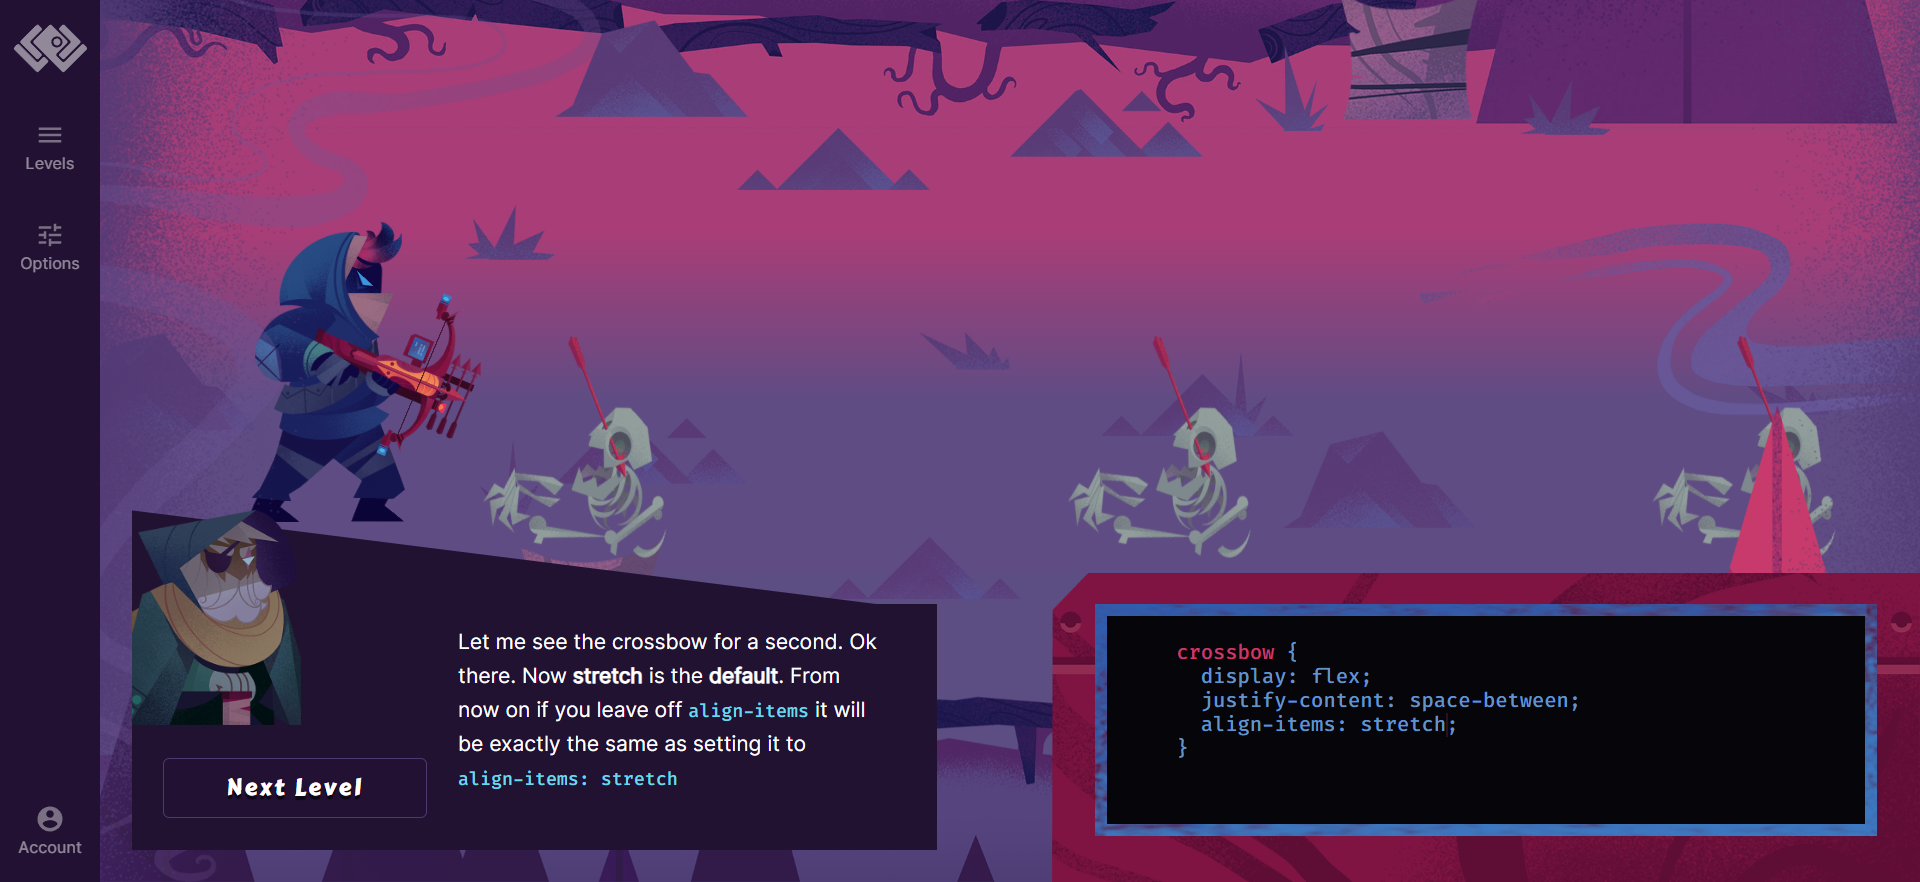 Levels
Options
Let me see the crossbow for a second. Ok
there. Now stretch is the default. From
now on if you leave off align-items it will
be exactly the same as setting it to
align-items: stretch
Next Level
crossbow {
display: flex;
justify-content: space-between;
align-items: stretch;
}
Account